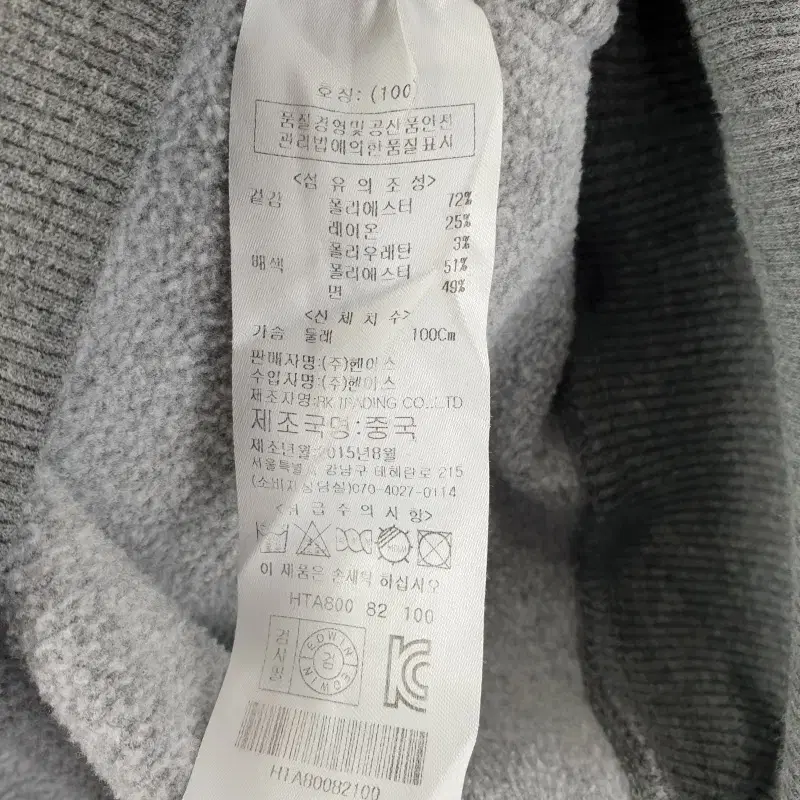 호칭: (100)
품질경영및공산품안전
관리법에의한품질표시
<섬 유 의 조 성>
겉감 폴리에스터 72%
레이온 25%
폴리우레탄 3%
배색 폴리에스터 51%
면 49%
<신 체 치 수>
가슴 둘레 100Cm
판매자명:(주)헨이스
수입자명:(주)헨이스
제조자명:RK TRADING CO.,LTD
제조국명:중국
제조년월:2015년8월
서울특별시 강남구 테헤란로 215
(소비자상담실)070-4027-0114
<취 급 주 의 사 항>
이 제품은 손세탁 하십시오
HTA800 82 100
검사필
EDWIN
검
EDWIN
KC
HTA80082100